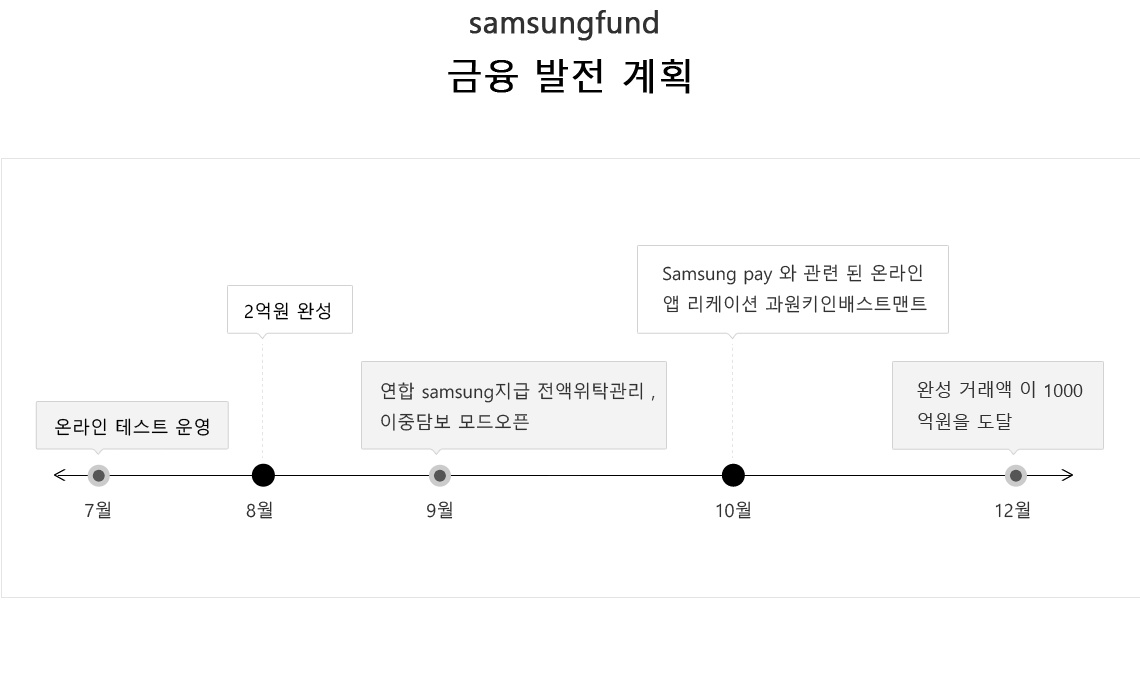 samsungfund
금융 발전 계획
Samsung pay 와 관련 된 온라인
앱 리케이션 과원키인배스트맨트
2억원 완성
연합 samsung지급 전액위탁관리 ,
이중담보 모드오픈
완성 거래액 이 1000
억원을 도달
온라인 테스트 운영
7월
8월
9월
10월
12월